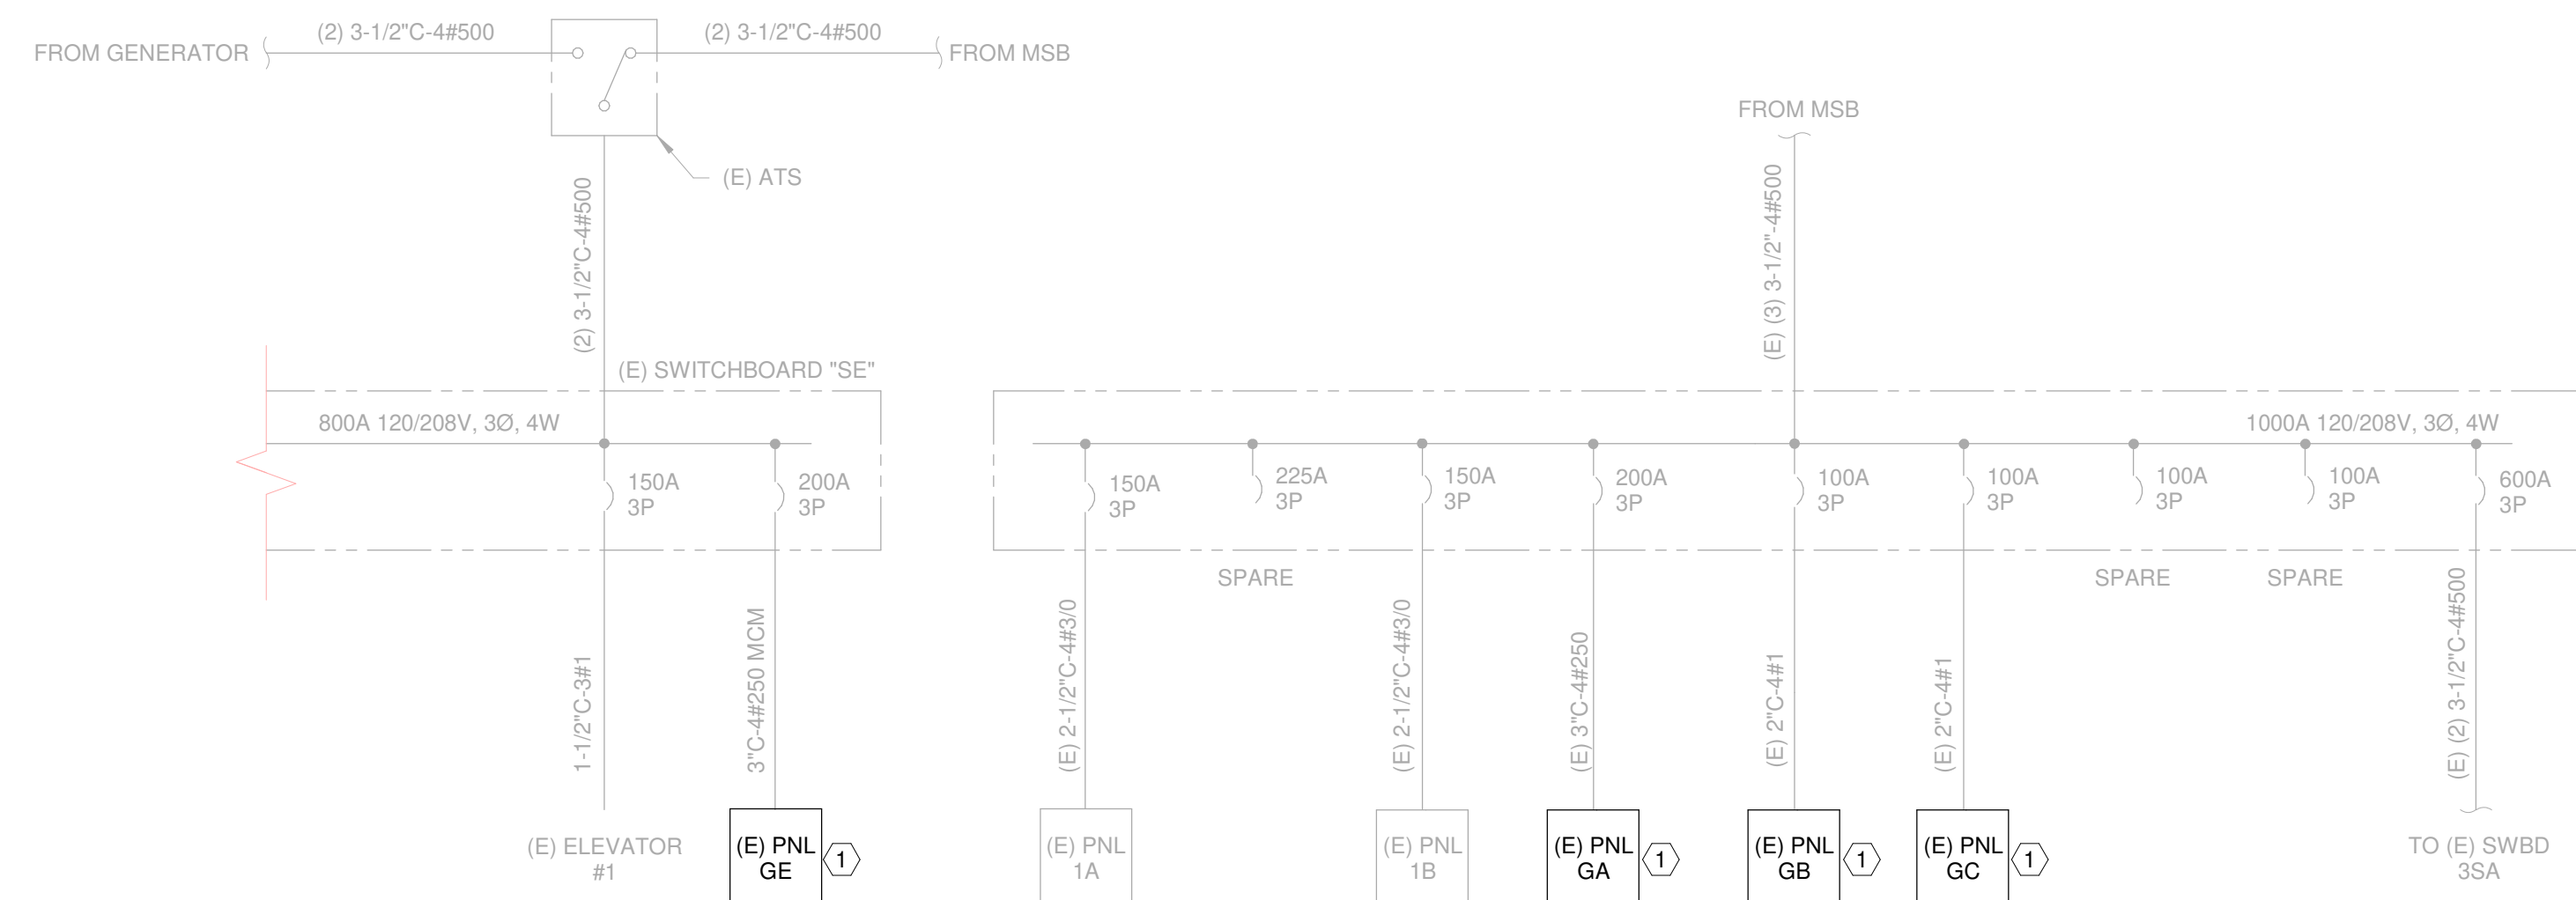 FROM GENERATOR
(2) 3-1/2"C-4#500
(2) 3-1/2"C-4#500
FROM MSB
(E) ATS
(2) 3-1/2"C-4#500
FROM MSB
(E) (3) 3-1/2"-4#500
(E) SWITCHBOARD "SE"
800A 120/208V, 3Ø, 4W
150A
3P
200A
3P
1000A 120/208V, 3Ø, 4W
150A
3P
225A
3P
150A
3P
200A
3P
100A
3P
100A
3P
100A
3P
100A
3P
600A
3P
SPARE
SPARE
SPARE
1-1/2"C-3#1
3"C-4#250 MCM
(E) 2-1/2"C-4#3/0
(E) 2-1/2"C-4#3/0
(E) 3"C-4#250
(E) 2"C-4#1
(E) 2"C-4#1
(E) (2) 3-1/2"C-4#500
(E) ELEVATOR
#1
(E) PNL
GE
1
(E) PNL
1A
(E) PNL
1B
(E) PNL
GA
1
(E) PNL
GB
1
(E) PNL
GC
1
TO (E) SWBD
3SA